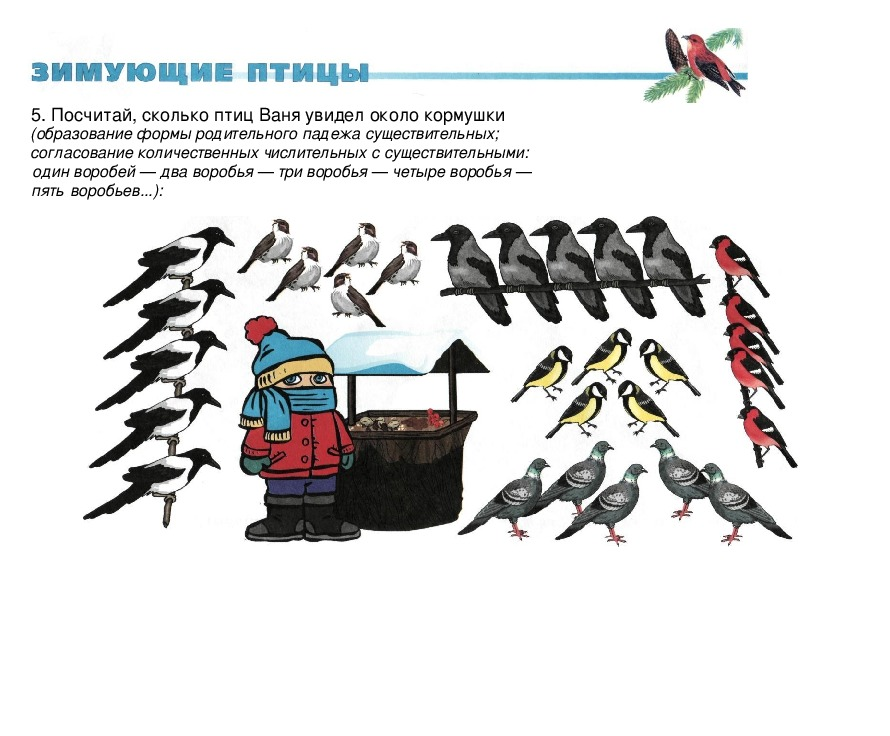 ЗИМУЮЩИЕ ПТИЦЫ
5. Посчитай, сколько птиц Ваня увидел около кормушки
(образование формы родительного падежа существительных;
согласование количественных числительных с существительными:
один воробей — два воробья — три воробья — четыре воробья —
пять воробьев...):